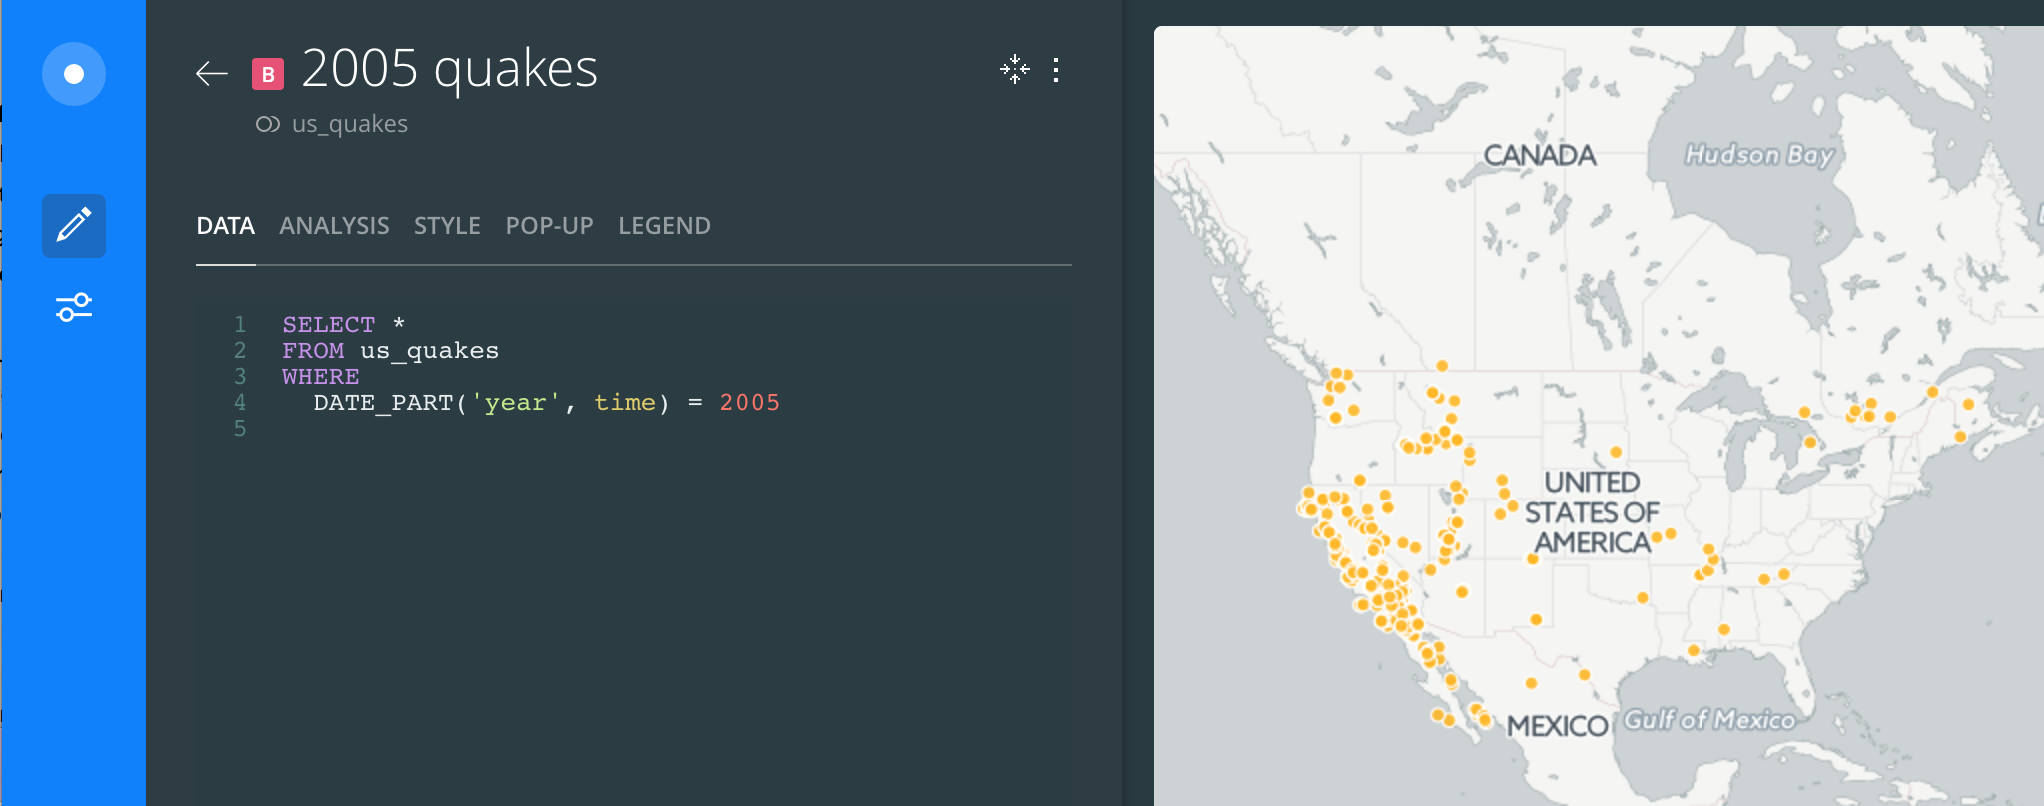 B 2005 quakes
us_quakes
DATA ANALYSIS STYLE POP-UP LEGEND
1 SELECT *
2 FROM us_quakes
3 WHERE
4 DATE_PART('year', time) = 2005
5
CANADA
Hudson Bay
UNITED
STATES OF
AMERICA
MEXICO
Gulf of Mexico